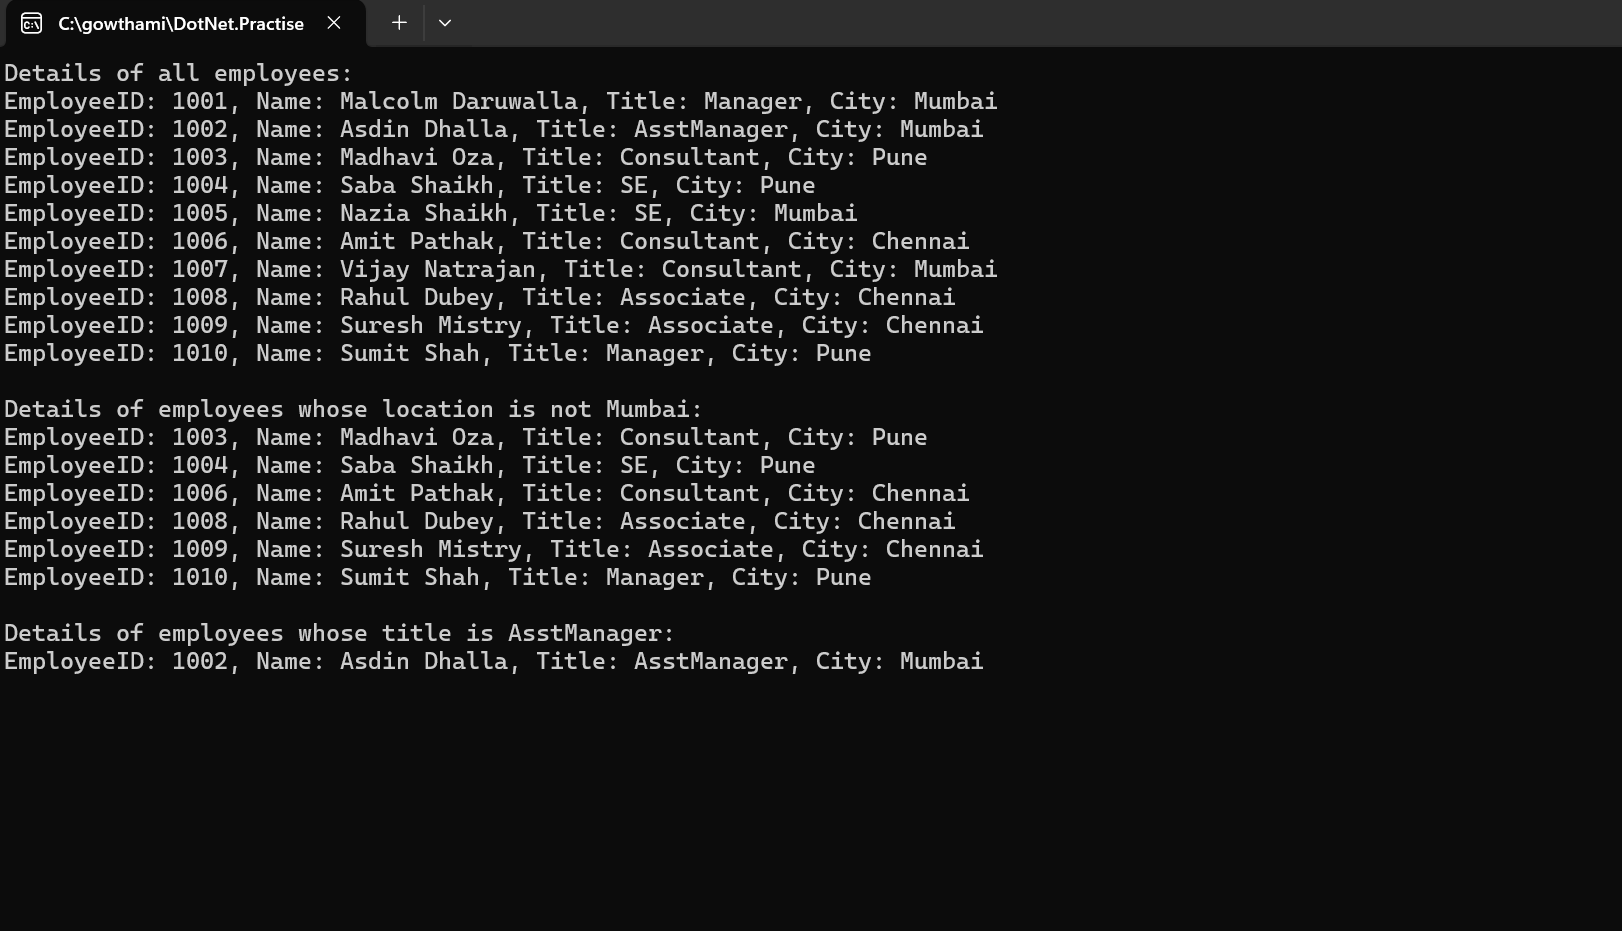 C:\gowthami\DotNet.Practise
Details of all employees:
EmployeeID: 1001, Name: Malcolm Daruwalla, Title: Manager, City: Mumbai
EmployeeID: 1002, Name: Asdin Dhalla, Title: AsstManager, City: Mumbai
EmployeeID: 1003, Name: Madhavi Oza, Title: Consultant, City: Pune
EmployeeID: 1004, Name: Saba Shaikh, Title: SE, City: Pune
EmployeeID: 1005, Name: Nazia Shaikh, Title: SE, City: Mumbai
EmployeeID: 1006, Name: Amit Pathak, Title: Consultant, City: Chennai
EmployeeID: 1007, Name: Vijay Natrajan, Title: Consultant, City: Mumbai
EmployeeID: 1008, Name: Rahul Dubey, Title: Associate, City: Chennai
EmployeeID: 1009, Name: Suresh Mistry, Title: Associate, City: Chennai
EmployeeID: 1010, Name: Sumit Shah, Title: Manager, City: Pune

Details of employees whose location is not Mumbai:
EmployeeID: 1003, Name: Madhavi Oza, Title: Consultant, City: Pune
EmployeeID: 1004, Name: Saba Shaikh, Title: SE, City: Pune
EmployeeID: 1006, Name: Amit Pathak, Title: Consultant, City: Chennai
EmployeeID: 1008, Name: Rahul Dubey, Title: Associate, City: Chennai
EmployeeID: 1009, Name: Suresh Mistry, Title: Associate, City: Chennai
EmployeeID: 1010, Name: Sumit Shah, Title: Manager, City: Pune

Details of employees whose title is AsstManager:
EmployeeID: 1002, Name: Asdin Dhalla, Title: AsstManager, City: Mumbai